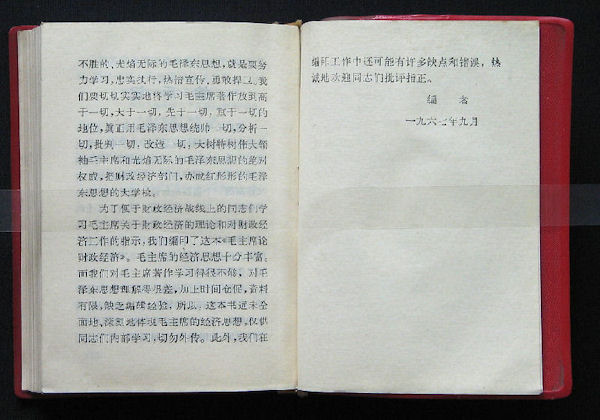 不胜的、光焰无际的毛泽东思想,就是要努
力学习,忠实执行,热情宣传,勇敢捍卫。我
们要切切实实地将学习毛主席著作放到高
于一切,大于一切,先于一切,重于一切的
地位,真正用毛泽东思想统帅一切,分析一
切,批判一切,改造一切,大树特树伟大领
袖毛主席和光焰无际的毛泽东思想的绝对
权威,把财政经济部门,办成红彤彤的毛泽
东思想的大学校。
为了便于财政经济战线上的同志们学
习毛主席关于财政经济的理论和对财政经
济工作的指示,我们编印了这本《毛主席论
财政经济》。毛主席的经济思想十分丰富。
而我们对毛主席著作学习得很不够,对毛
泽东思想理解得很差,加上时间仓促,资料
有限,缺乏编辑经验,所以,这本书远未全
面地、深刻地体现毛主席的经济思想,仅供
同志们内部学习,切勿外传。此外,我们在
编印工作中还可能有许多缺点和错误,热
诚地欢迎同志们批评指正。
编 者
一九六七年九月